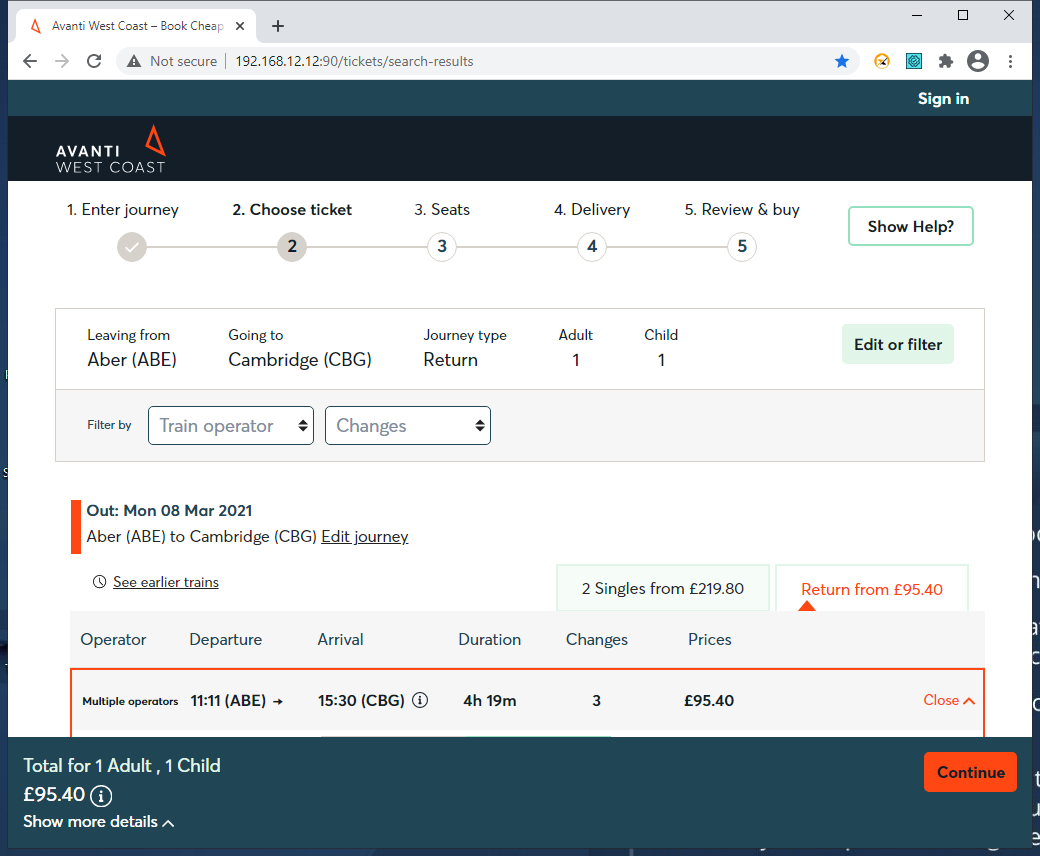 Avanti West Coast – Book Cheap
Not secure 192.168.12.12:90/tickets/search-results
Sign in
AVANTI
WEST COAST
1. Enter journey 2. Choose ticket 3. Seats 4. Delivery 5. Review & buy
Show Help?
2 3 4 5
Leaving from Going to Journey type Adult Child
Aber (ABE) Cambridge (CBG) Return 1 1
Edit or filter
Filter by Train operator Changes
Out: Mon 08 Mar 2021
Aber (ABE) to Cambridge (CBG) Edit journey
See earlier trains 2 Singles from £219.80 Return from £95.40
Operator Departure Arrival Duration Changes Prices
Multiple operators 11:11 (ABE) → 15:30 (CBG) 4h 19m 3 £95.40 Close
Total for 1 Adult , 1 Child
£95.40
Continue
Show more details